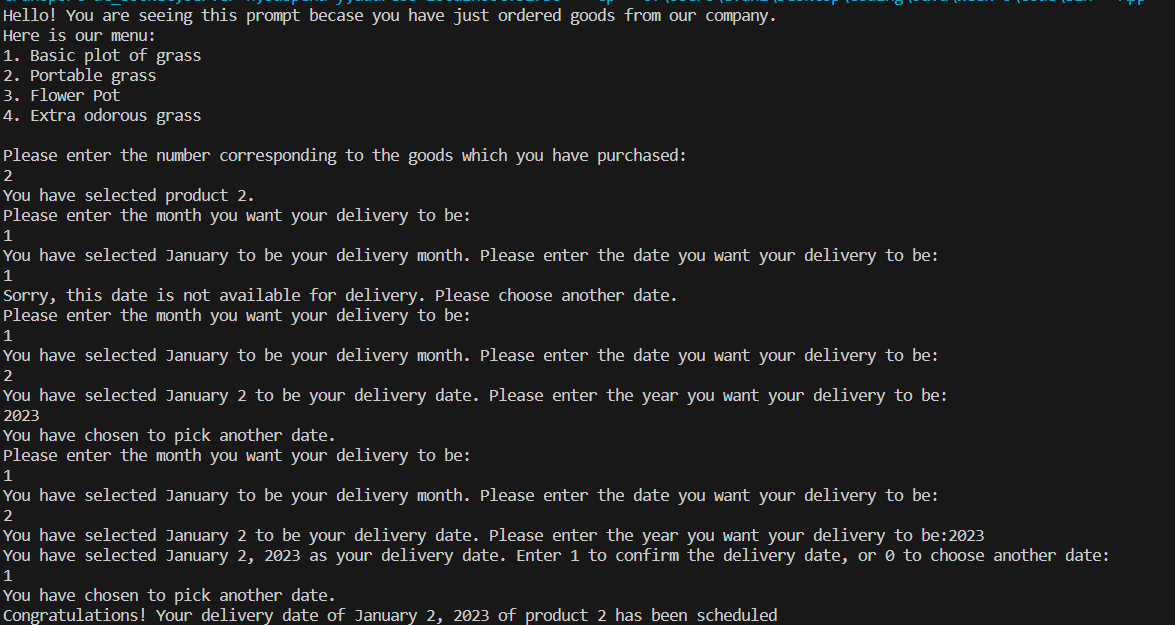 Hello! You are seeing this prompt becase you have just ordered goods from our company.
Here is our menu:
1. Basic plot of grass
2. Portable grass
3. Flower Pot
4. Extra odorous grass
Please enter the number corresponding to the goods which you have purchased:
2
You have selected product 2.
Please enter the month you want your delivery to be:
1
You have selected January to be your delivery month. Please enter the date you want your delivery to be:
1
Sorry, this date is not available for delivery. Please choose another date.
Please enter the month you want your delivery to be:
1
You have selected January to be your delivery month. Please enter the date you want your delivery to be:
2
You have selected January 2 to be your delivery date. Please enter the year you want your delivery to be:
2023
You have chosen to pick another date.
Please enter the month you want your delivery to be:
1
You have selected January to be your delivery month. Please enter the date you want your delivery to be:
2
You have selected January 2 to be your delivery date. Please enter the year you want your delivery to be:2023
You have selected January 2, 2023 as your delivery date. Enter 1 to confirm the delivery date, or 0 to choose another date:
1
You have chosen to pick another date.
Congratulations! Your delivery date of January 2, 2023 of product 2 has been scheduled